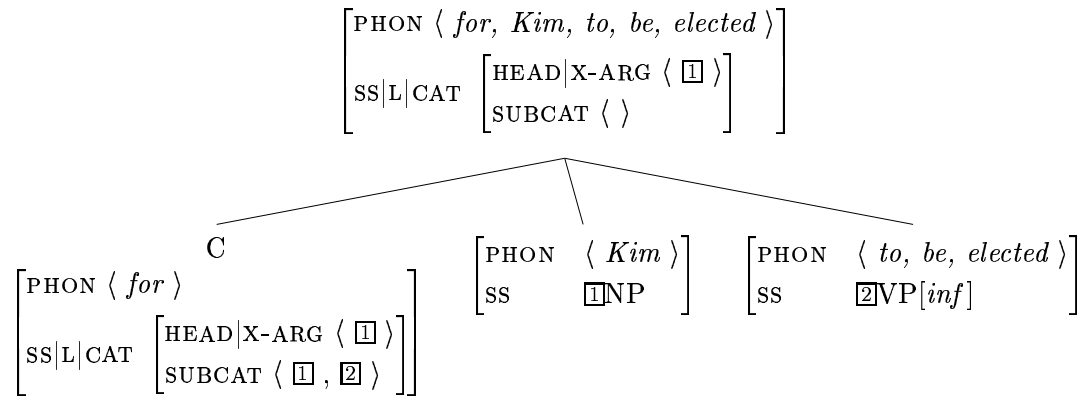 PHON ⟨ for, Kim, to, be, elected ⟩
SS|L|CAT
HEAD|X-ARG ⟨ 1 ⟩
SUBCAT ⟨ ⟩
C
PHON ⟨ for ⟩
SS|L|CAT
HEAD|X-ARG ⟨ 1 ⟩
SUBCAT ⟨ 1 , 2 ⟩
PHON ⟨ Kim ⟩
SS 1NP
PHON ⟨ to, be, elected ⟩
SS 2VP[inf]